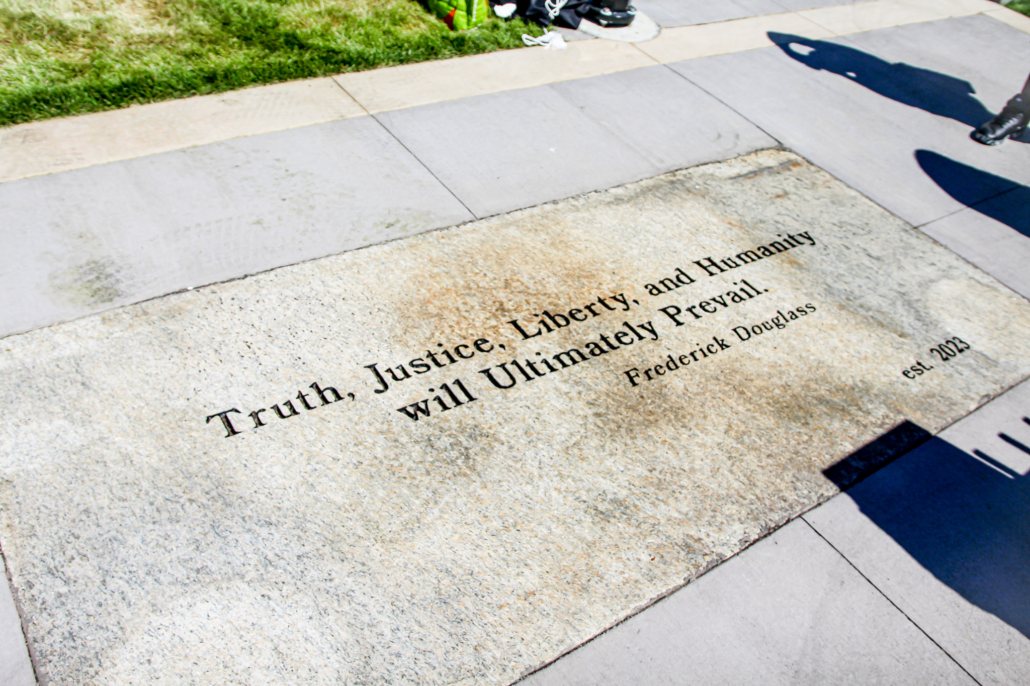 Truth, Justice, Liberty, and Humanity
will Ultimately Prevail.
Frederick Douglass
est. 2023